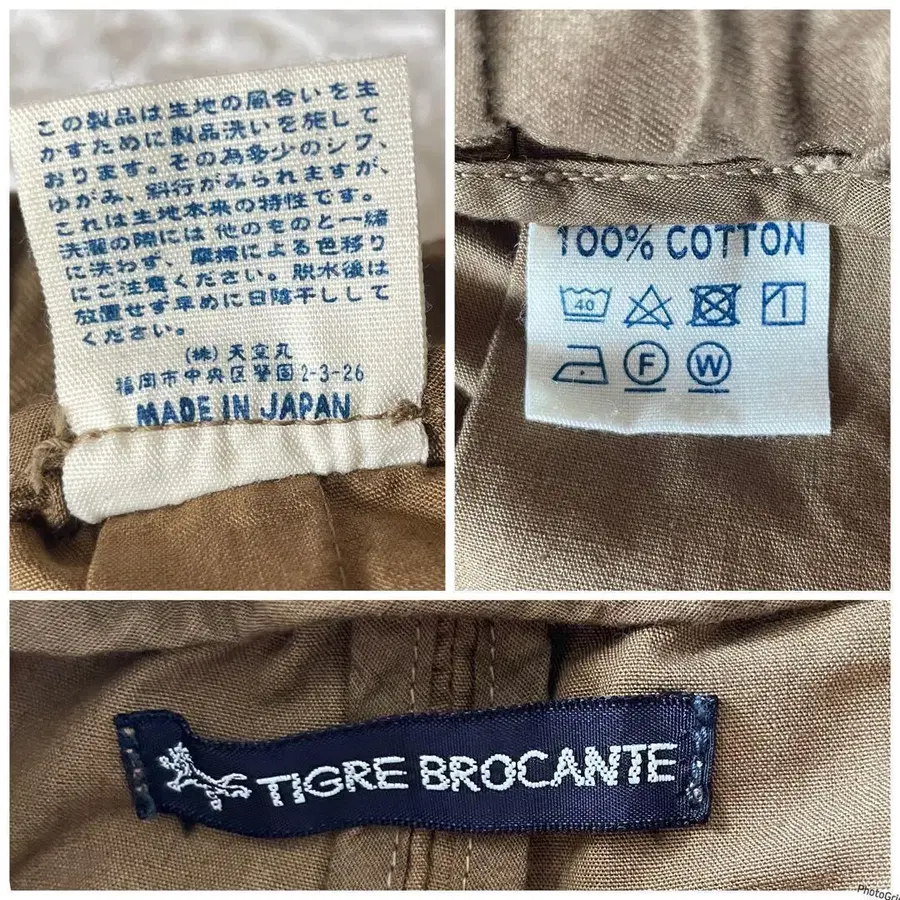 この製品は生地の風合いを生
かすために製品洗いを施して
おります。その為多少のシワ、
ゆがみ、斜行がみられますが、
これは生地本来の特性です。
洗濯の際には他のものと一緒
に洗わず、摩擦による色移り
にご注意ください。脱水後は
放置せず早めに日陰干しして
ください。
(株)天空丸
福岡市中央区警固2-3-26
MADE IN JAPAN
100% COTTON
40
F W
TIGRE BROCANTE
PhotoGri